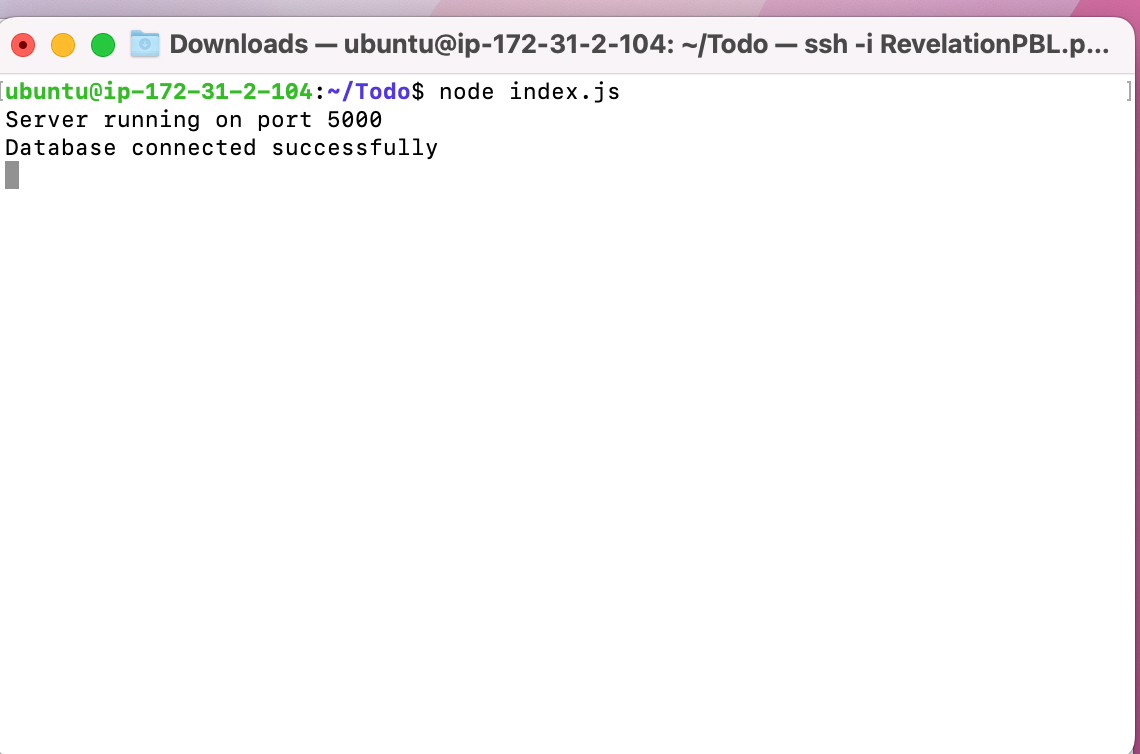 Downloads — ubuntu@ip-172-31-2-104: ~/Todo — ssh -i RevelationPBL.p...
[ubuntu@ip-172-31-2-104:~/Todo$ node index.js ]
Server running on port 5000
Database connected successfully